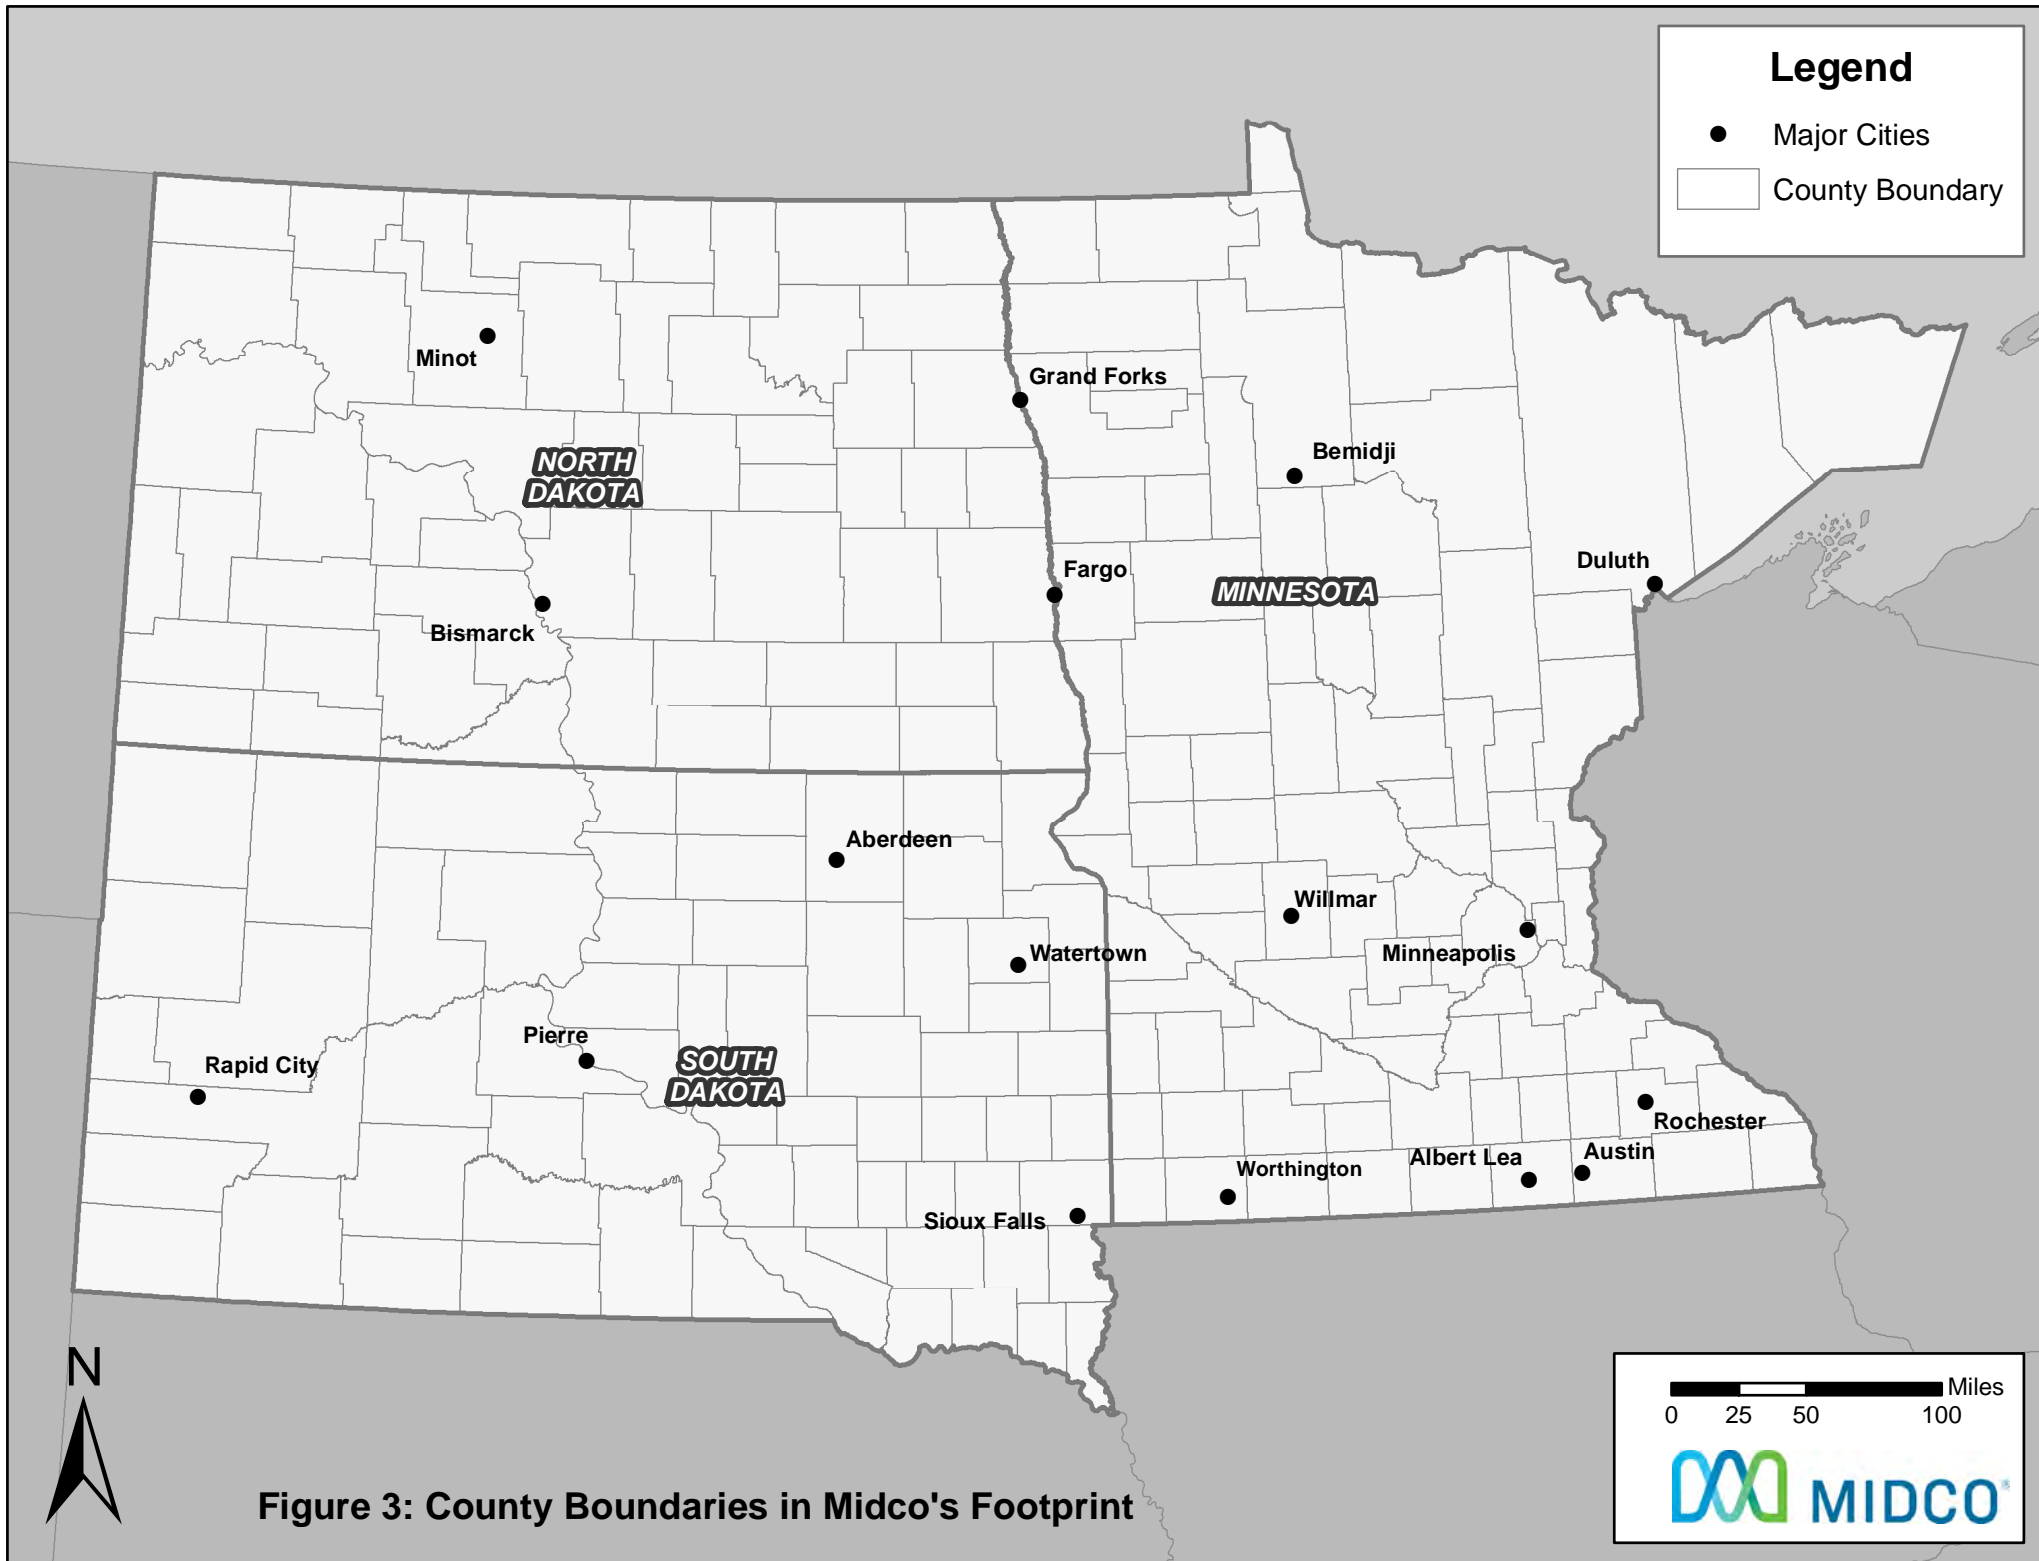 Legend
Major Cities
County Boundary
Minot
Grand Forks
Bemidji
NORTH
DAKOTA
Duluth
Fargo
MINNESOTA
Bismarck
Aberdeen
Willmar
Watertown
Minneapolis
Pierre
Rapid City
SOUTH
DAKOTA
Rochester
Austin
Albert Lea
Worthington
Sioux Falls
N
Miles
0 25 50 100
MIDCO®
Figure 3: County Boundaries in Midco's Footprint